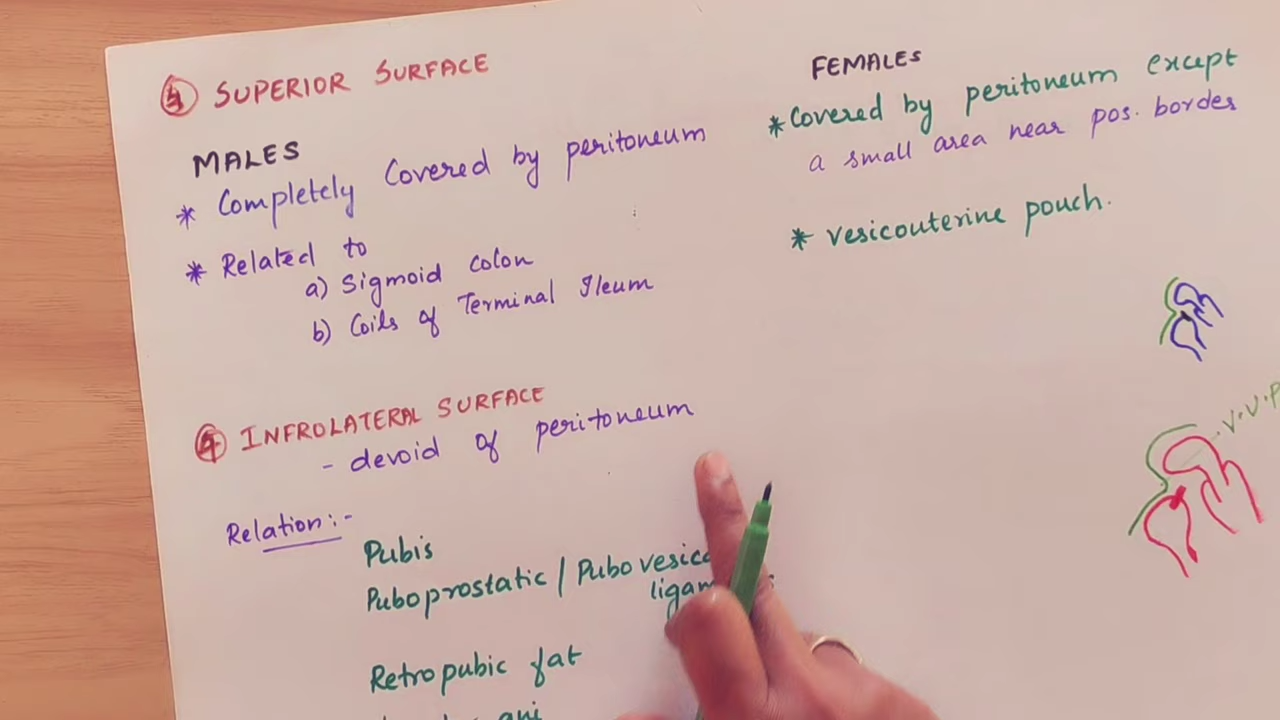 3 SUPERIOR SURFACE
MALES
* Completely Covered by peritoneum
* Related to
a) Sigmoid colon
b) Coils of Terminal Ileum
FEMALES
* Covered by peritoneum except
a small area near pos. border
* vesicouterine pouch.
4 INFROLATERAL SURFACE
- devoid of peritoneum
Relation:-
Pubis
Puboprostatic / Pubo
Retropubic fat
ani
V.U.P